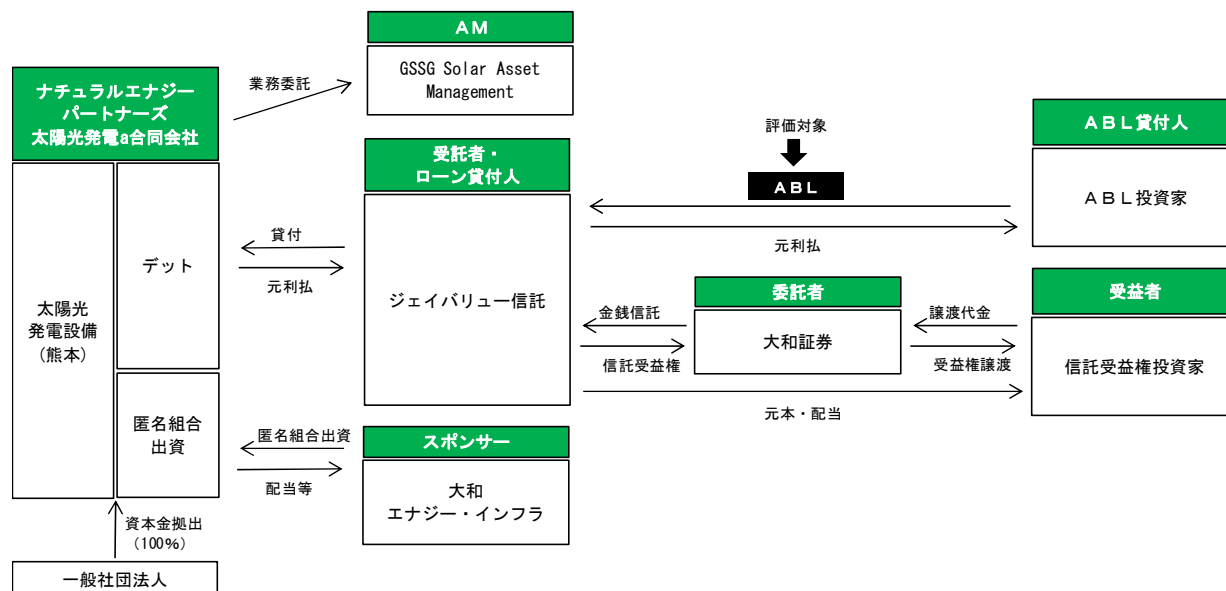 AM
GSSG Solar Asset
Management
業務委託
ナチュラルエナジー
パートナーズ
太陽光発電a合同会社
太陽光
発電設備
(熊本)
デット
匿名組合
出資
貸付
元利払
受託者・
ローン貸付人
ジェイバリュー信託
評価対象
ABL
元利払
ABL貸付人
ABL投資家
金銭信託
信託受益権
委託者
大和証券
譲渡代金
受益権譲渡
受益者
信託受益権投資家
元本・配当
匿名組合出資
配当等
スポンサー
大和
エナジー・インフラ
資本金拠出
(100%)
一般社団法人